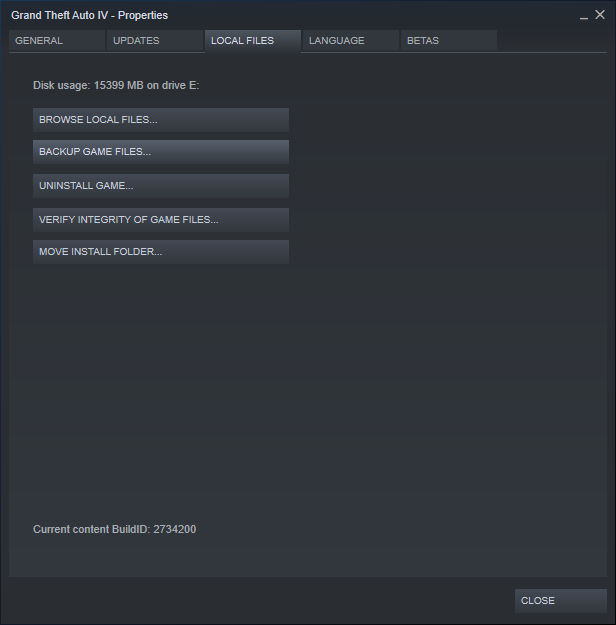 Grand Theft Auto IV - Properties
GENERAL UPDATES LOCAL FILES LANGUAGE BETAS
Disk usage: 15399 MB on drive E:
BROWSE LOCAL FILES...
BACKUP GAME FILES...
UNINSTALL GAME...
VERIFY INTEGRITY OF GAME FILES...
MOVE INSTALL FOLDER...
Current content BuildID: 2734200
CLOSE